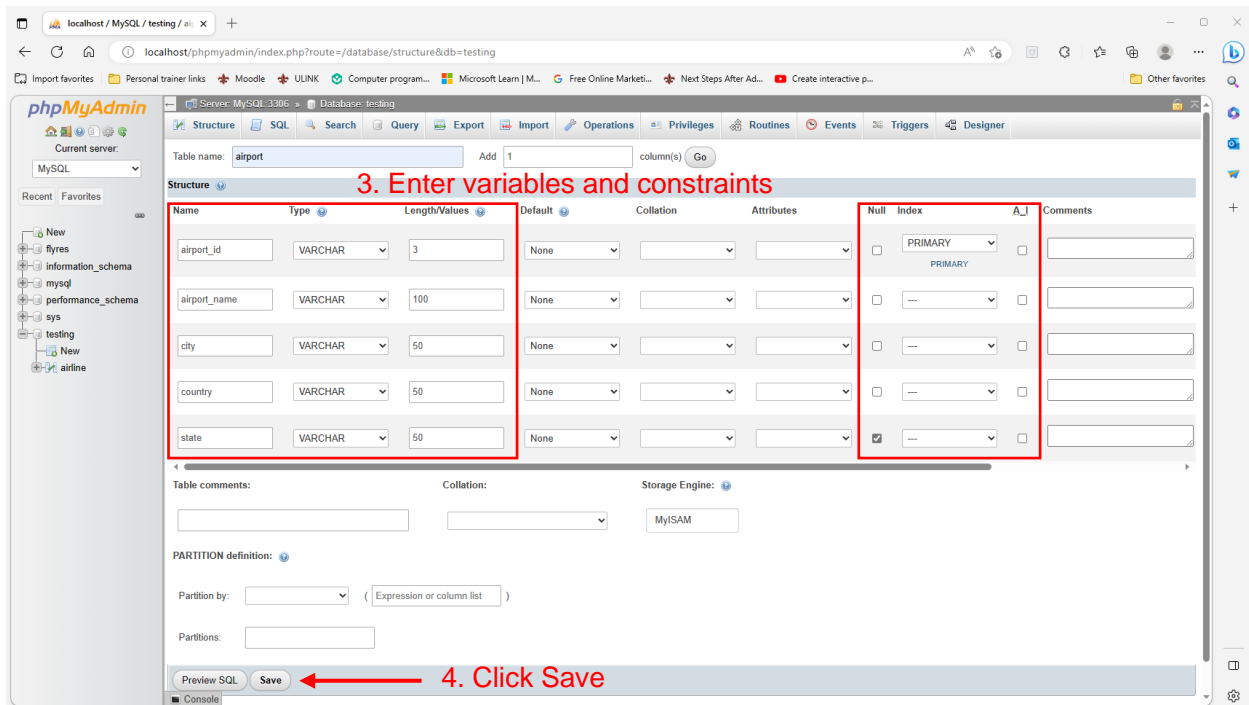 localhost / MySQL / testing / ai
localhost/phpmyadmin/index.php?route=/database/structure&db=testing
Import favorites Personal trainer links Moodle ULINK Computer program... Microsoft Learn | M... Free Online Marketi... Next Steps After Ad... Create interactive p... Other favorites
phpMyAdmin
Current server:
MySQL
Recent Favorites
New
flyres
information_schema
mysql
performance_schema
sys
testing
New
airline
Server: MySQL:3306 » Database: testing
Structure SQL Search Query Export Import Operations Privileges Routines Events Triggers Designer
Table name: airport Add 1 column(s) Go
3. Enter variables and constraints
Structure
Name Type Length/Values Default Collation Attributes Null Index A_I Comments
airport_id VARCHAR 3 None PRIMARY
PRIMARY
airport_name VARCHAR 100 None ---
city VARCHAR 50 None ---
country VARCHAR 50 None ---
state VARCHAR 50 None ---
Table comments: Collation: Storage Engine:
MyISAM
PARTITION definition:
Partition by: ( Expression or column list )
Partitions:
Preview SQL Save 4. Click Save
Console